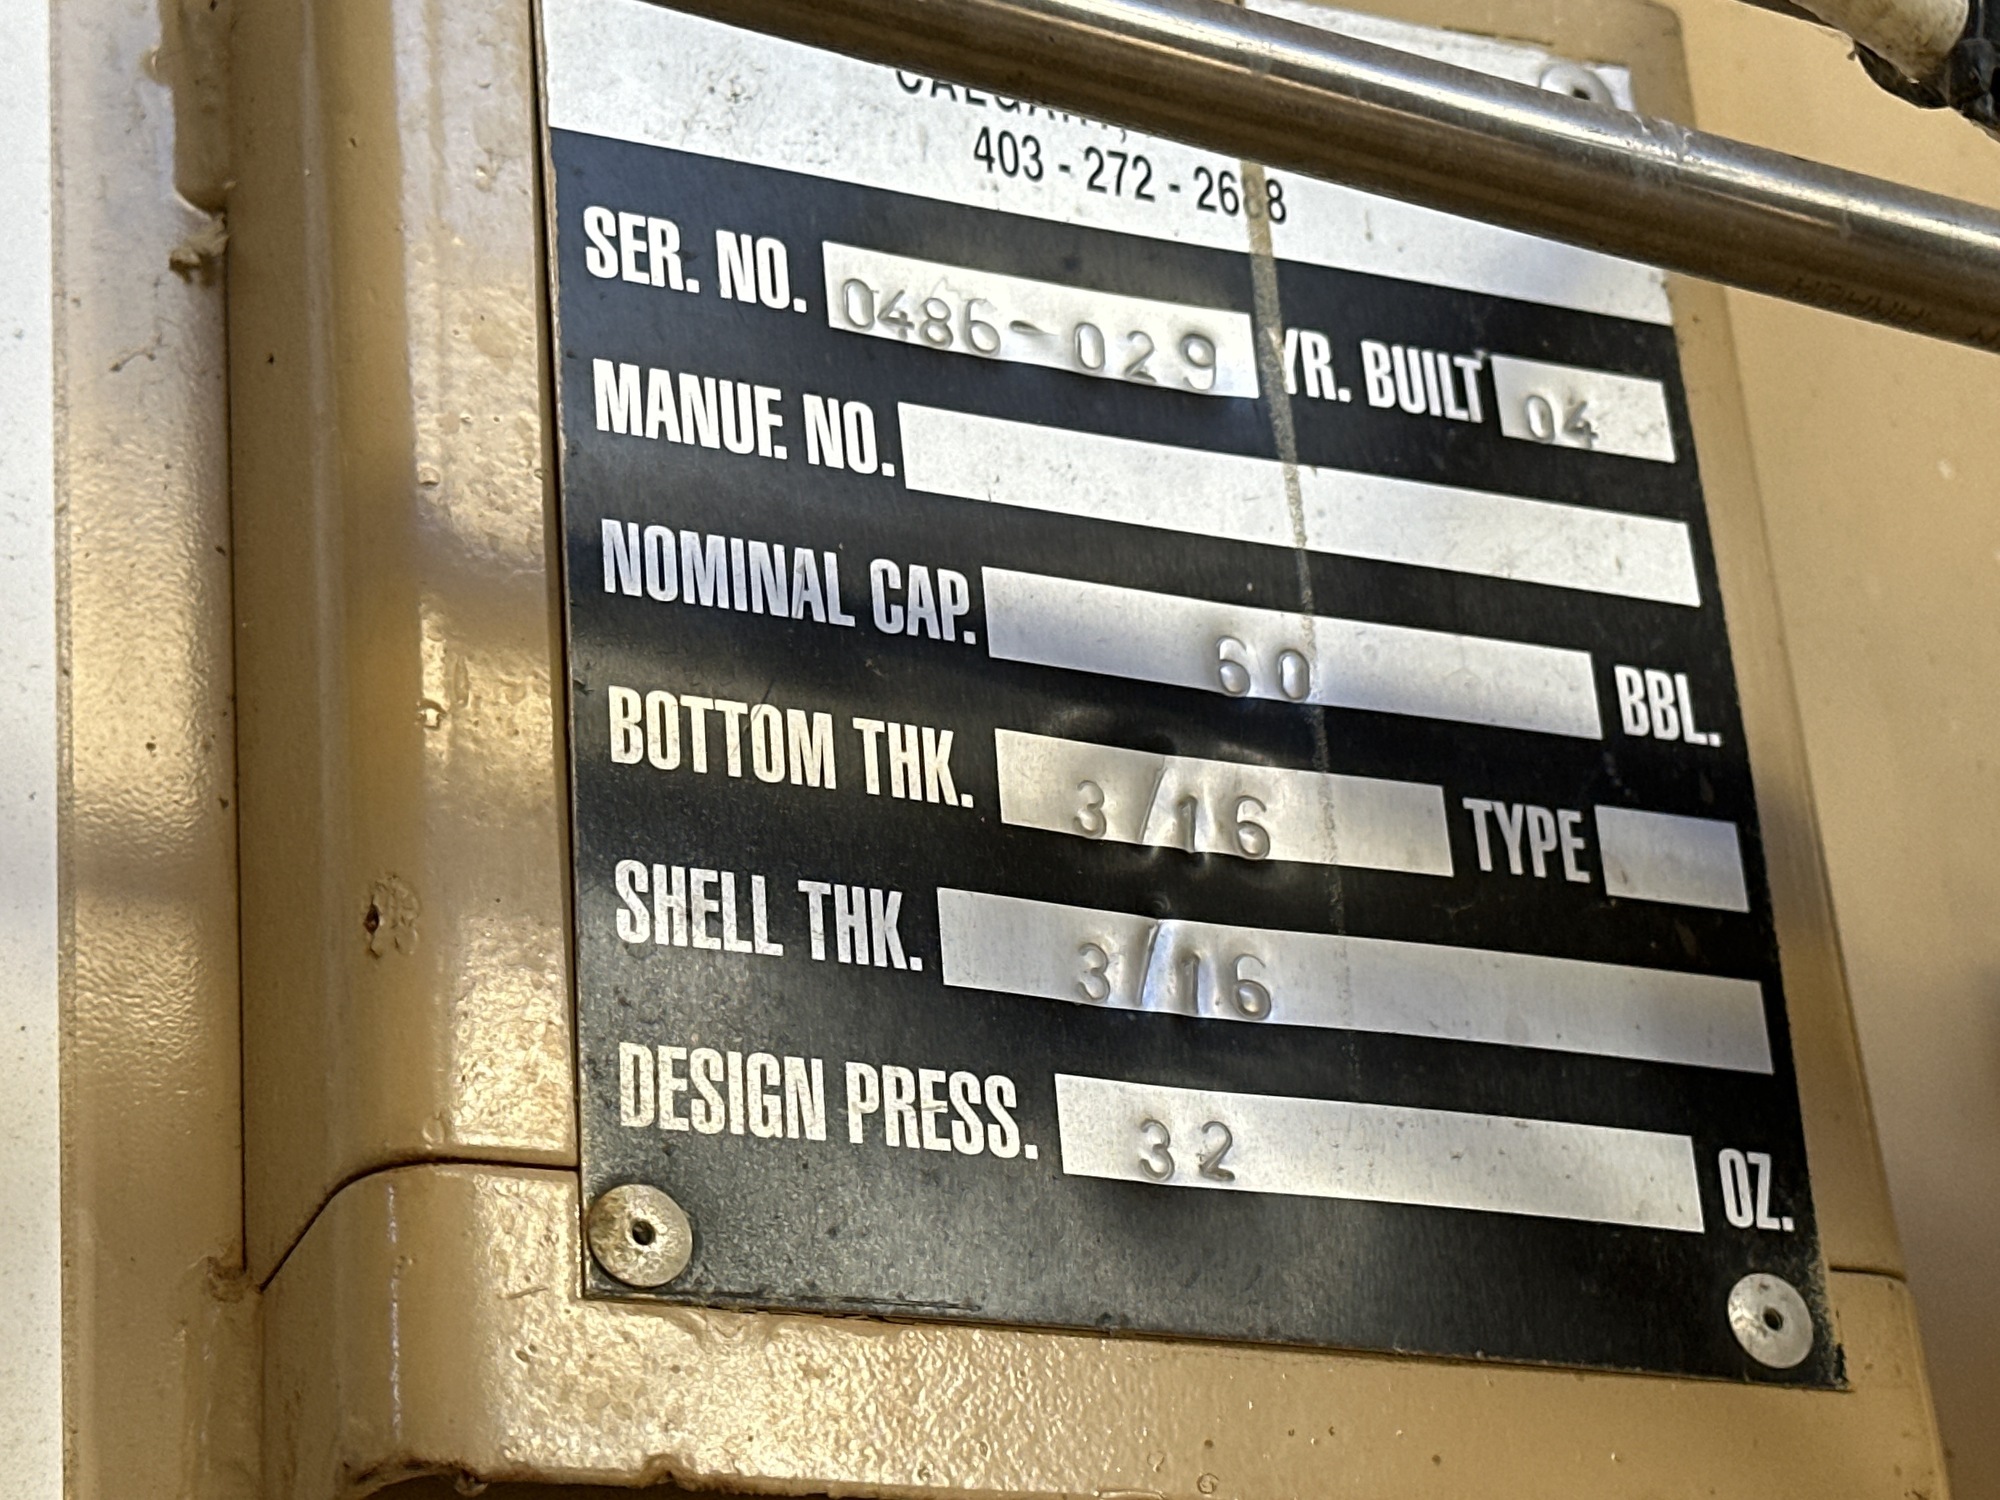 CALGARY,
403 - 272 - 2688
SER. NO. 0486-029 YR. BUILT 04
MANUF. NO.
NOMINAL CAP. 60 BBL.
BOTTOM THK. 3/16 TYPE
SHELL THK. 3/16
DESIGN PRESS. 32 OZ.